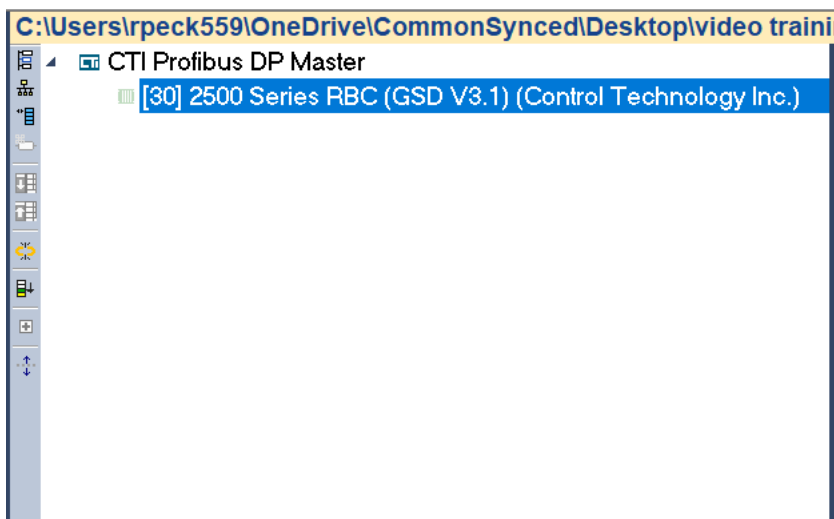 C:\Users\rpeck559\OneDrive\CommonSynced\Desktop\video traini
CTI Profibus DP Master
[30] 2500 Series RBC (GSD V3.1) (Control Technology Inc.)